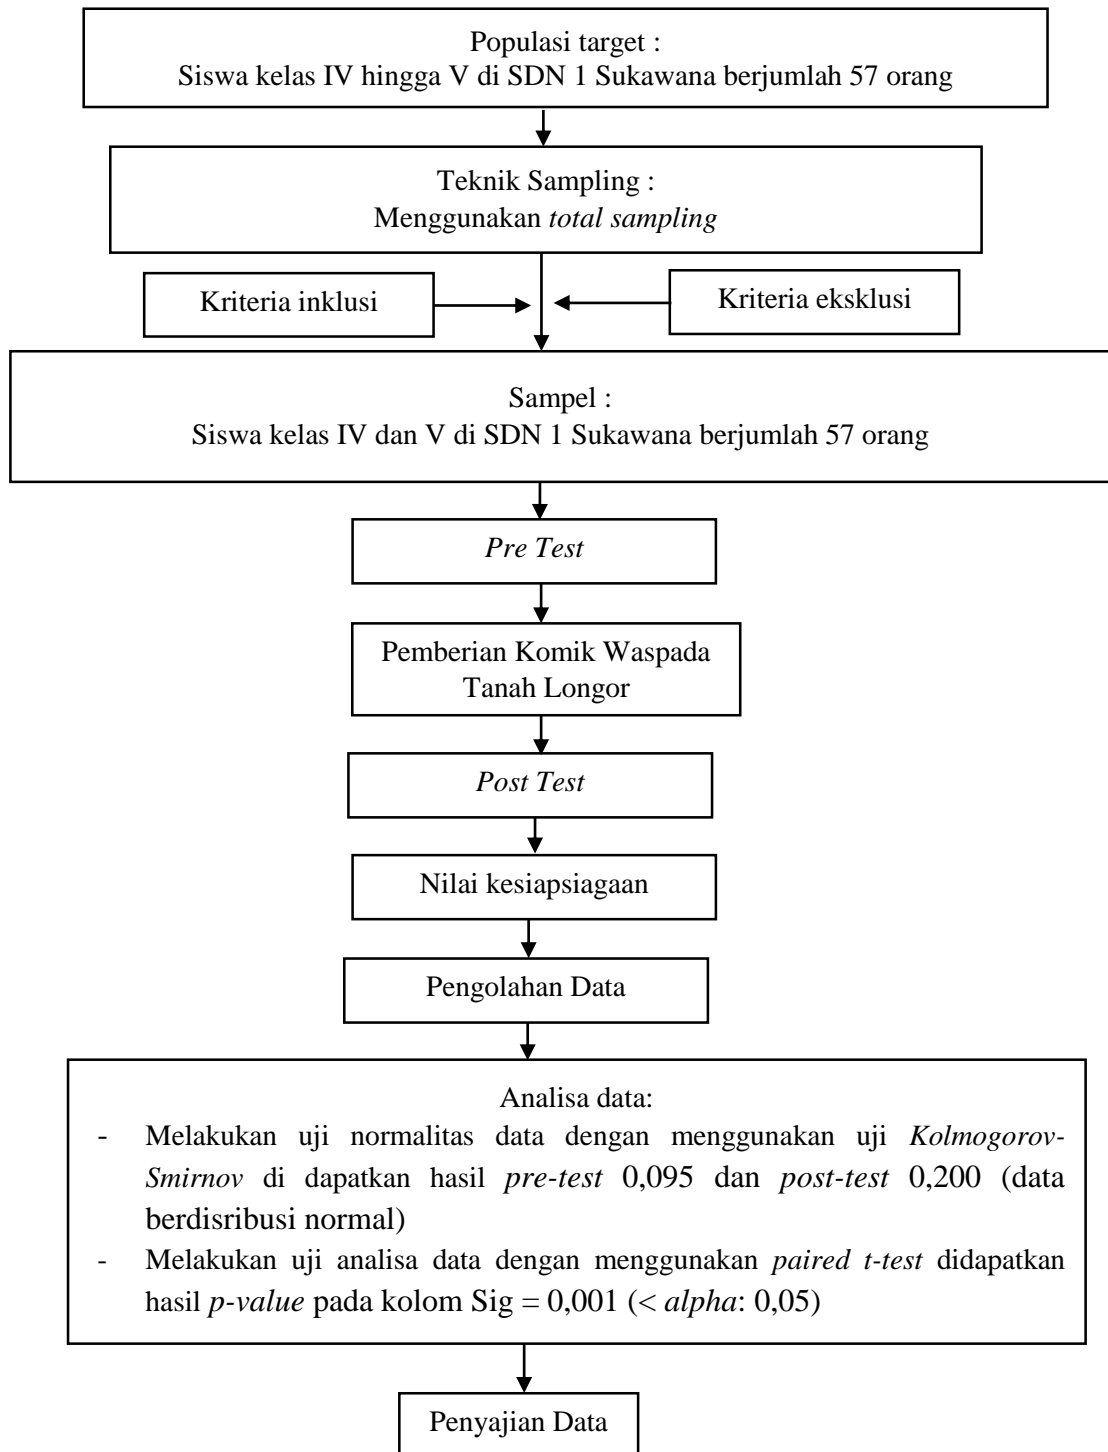 Populasi target :
Siswa kelas IV hingga V di SDN 1 Sukawana berjumlah 57 orang
Teknik Sampling :
Menggunakan total sampling
Kriteria inklusi
Kriteria eksklusi
Sampel :
Siswa kelas IV dan V di SDN 1 Sukawana berjumlah 57 orang
Pre Test
Pemberian Komik Waspada
Tanah Longor
Post Test
Nilai kesiapsiagaan
Pengolahan Data
Analisa data:
- Melakukan uji normalitas data dengan menggunakan uji Kolmogorov-
Smirnov di dapatkan hasil pre-test 0,095 dan post-test 0,200 (data
berdisribusi normal)
- Melakukan uji analisa data dengan menggunakan paired t-test didapatkan
hasil p-value pada kolom Sig = 0,001 (< alpha: 0,05)
Penyajian Data